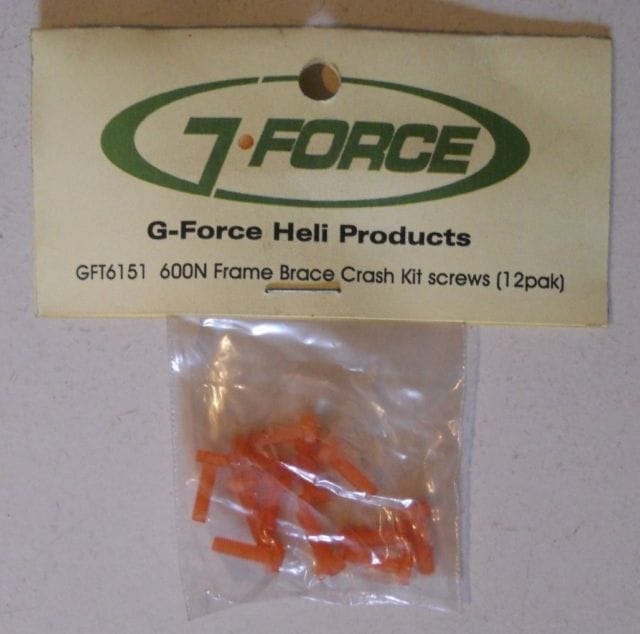 G·FORCE
G-Force Heli Products
GFT6151 600N Frame Brace Crash Kit screws (12pak)